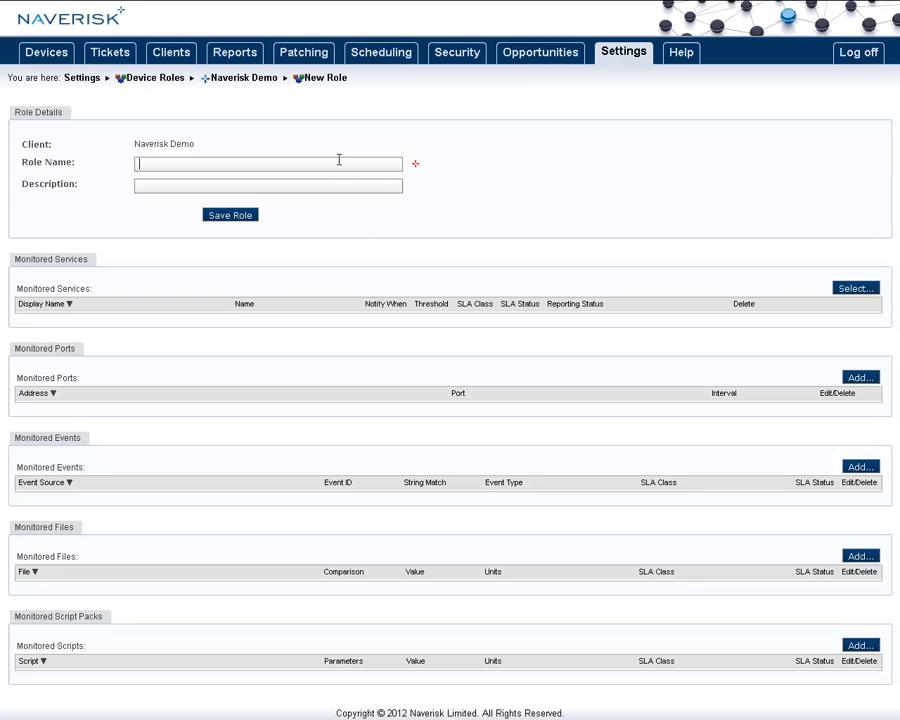 NAVERISK
Devices Tickets Clients Reports Patching Scheduling Security Opportunities Settings Help Log off
You are here: Settings ▸ Device Roles ▸ Naverisk Demo ▸ New Role
Role Details
Client: Naverisk Demo
Role Name:
Description:
Save Role
Monitored Services
Monitored Services: Select...
Display Name ▼ Name Notify When Threshold SLA Class SLA Status Reporting Status Delete
Monitored Ports
Monitored Ports: Add...
Address ▼ Port Interval Edit/Delete
Monitored Events
Monitored Events: Add...
Event Source ▼ Event ID String Match Event Type SLA Class SLA Status Edit/Delete
Monitored Files
Monitored Files: Add...
File ▼ Comparison Value Units SLA Class SLA Status Edit/Delete
Monitored Script Packs
Monitored Scripts: Add...
Script ▼ Parameters Value Units SLA Class SLA Status Edit/Delete
Copyright © 2012 Naverisk Limited. All Rights Reserved.